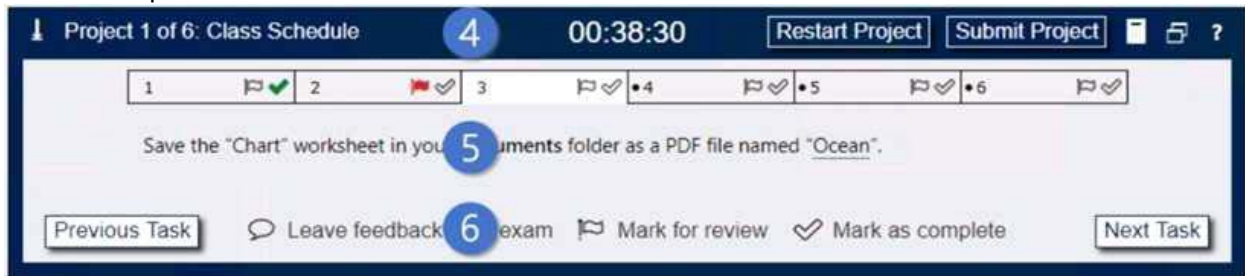 Project 1 of 6: Class Schedule 4 00:38:30 Restart Project Submit Project ?
1 2 3 •4 •5 •6
Save the "Chart" worksheet in you 5 uments folder as a PDF file named "Ocean".
Previous Task Leave feedback 6 exam Mark for review Mark as complete Next Task